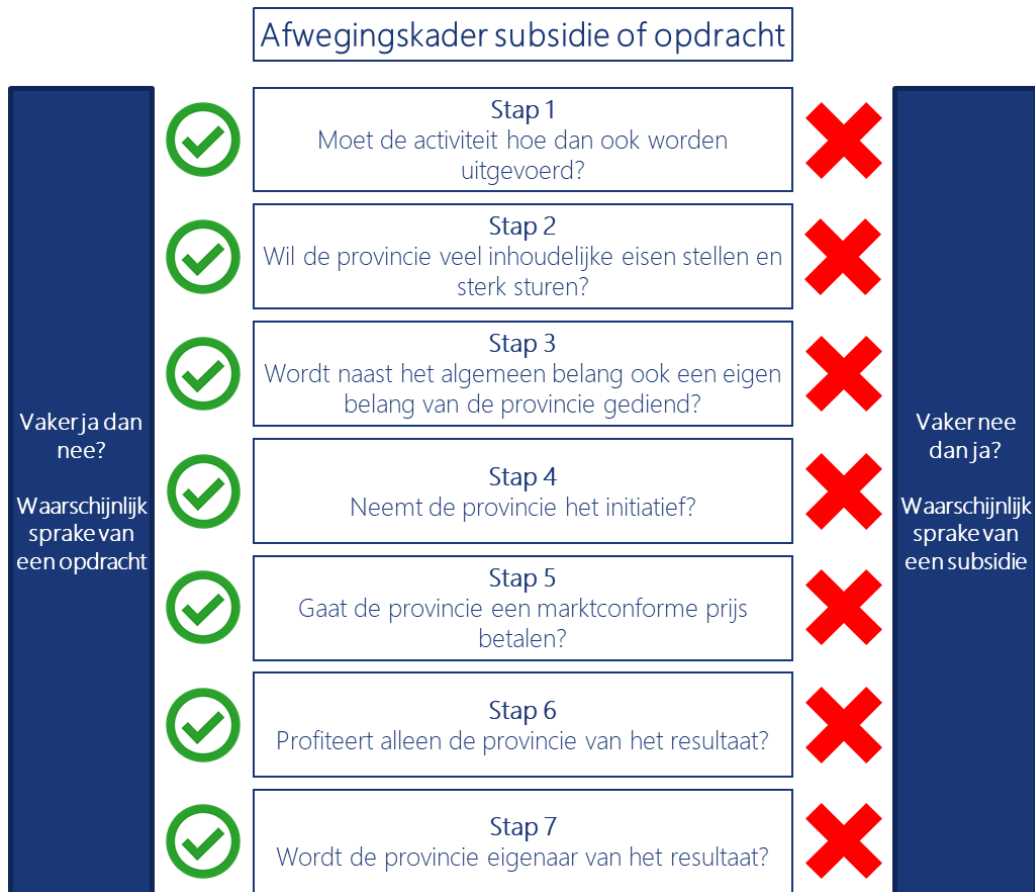 Afwegingskader subsidie of opdracht
Stap 1
Moet de activiteit hoe dan ook worden
uitgevoerd?
Stap 2
Wil de provincie veel inhoudelijke eisen stellen en
sterk sturen?
Stap 3
Wordt naast het algemeen belang ook een eigen
belang van de provincie gediend?
Stap 4
Neemt de provincie het initiatief?
Stap 5
Gaat de provincie een marktconforme prijs
betalen?
Stap 6
Profiteert alleen de provincie van het resultaat?
Stap 7
Wordt de provincie eigenaar van het resultaat?
Vaker ja dan
nee?
Waarschijnlijk
sprake van
een opdracht
Vaker nee
dan ja?
Waarschijnlijk
sprake van
een subsidie